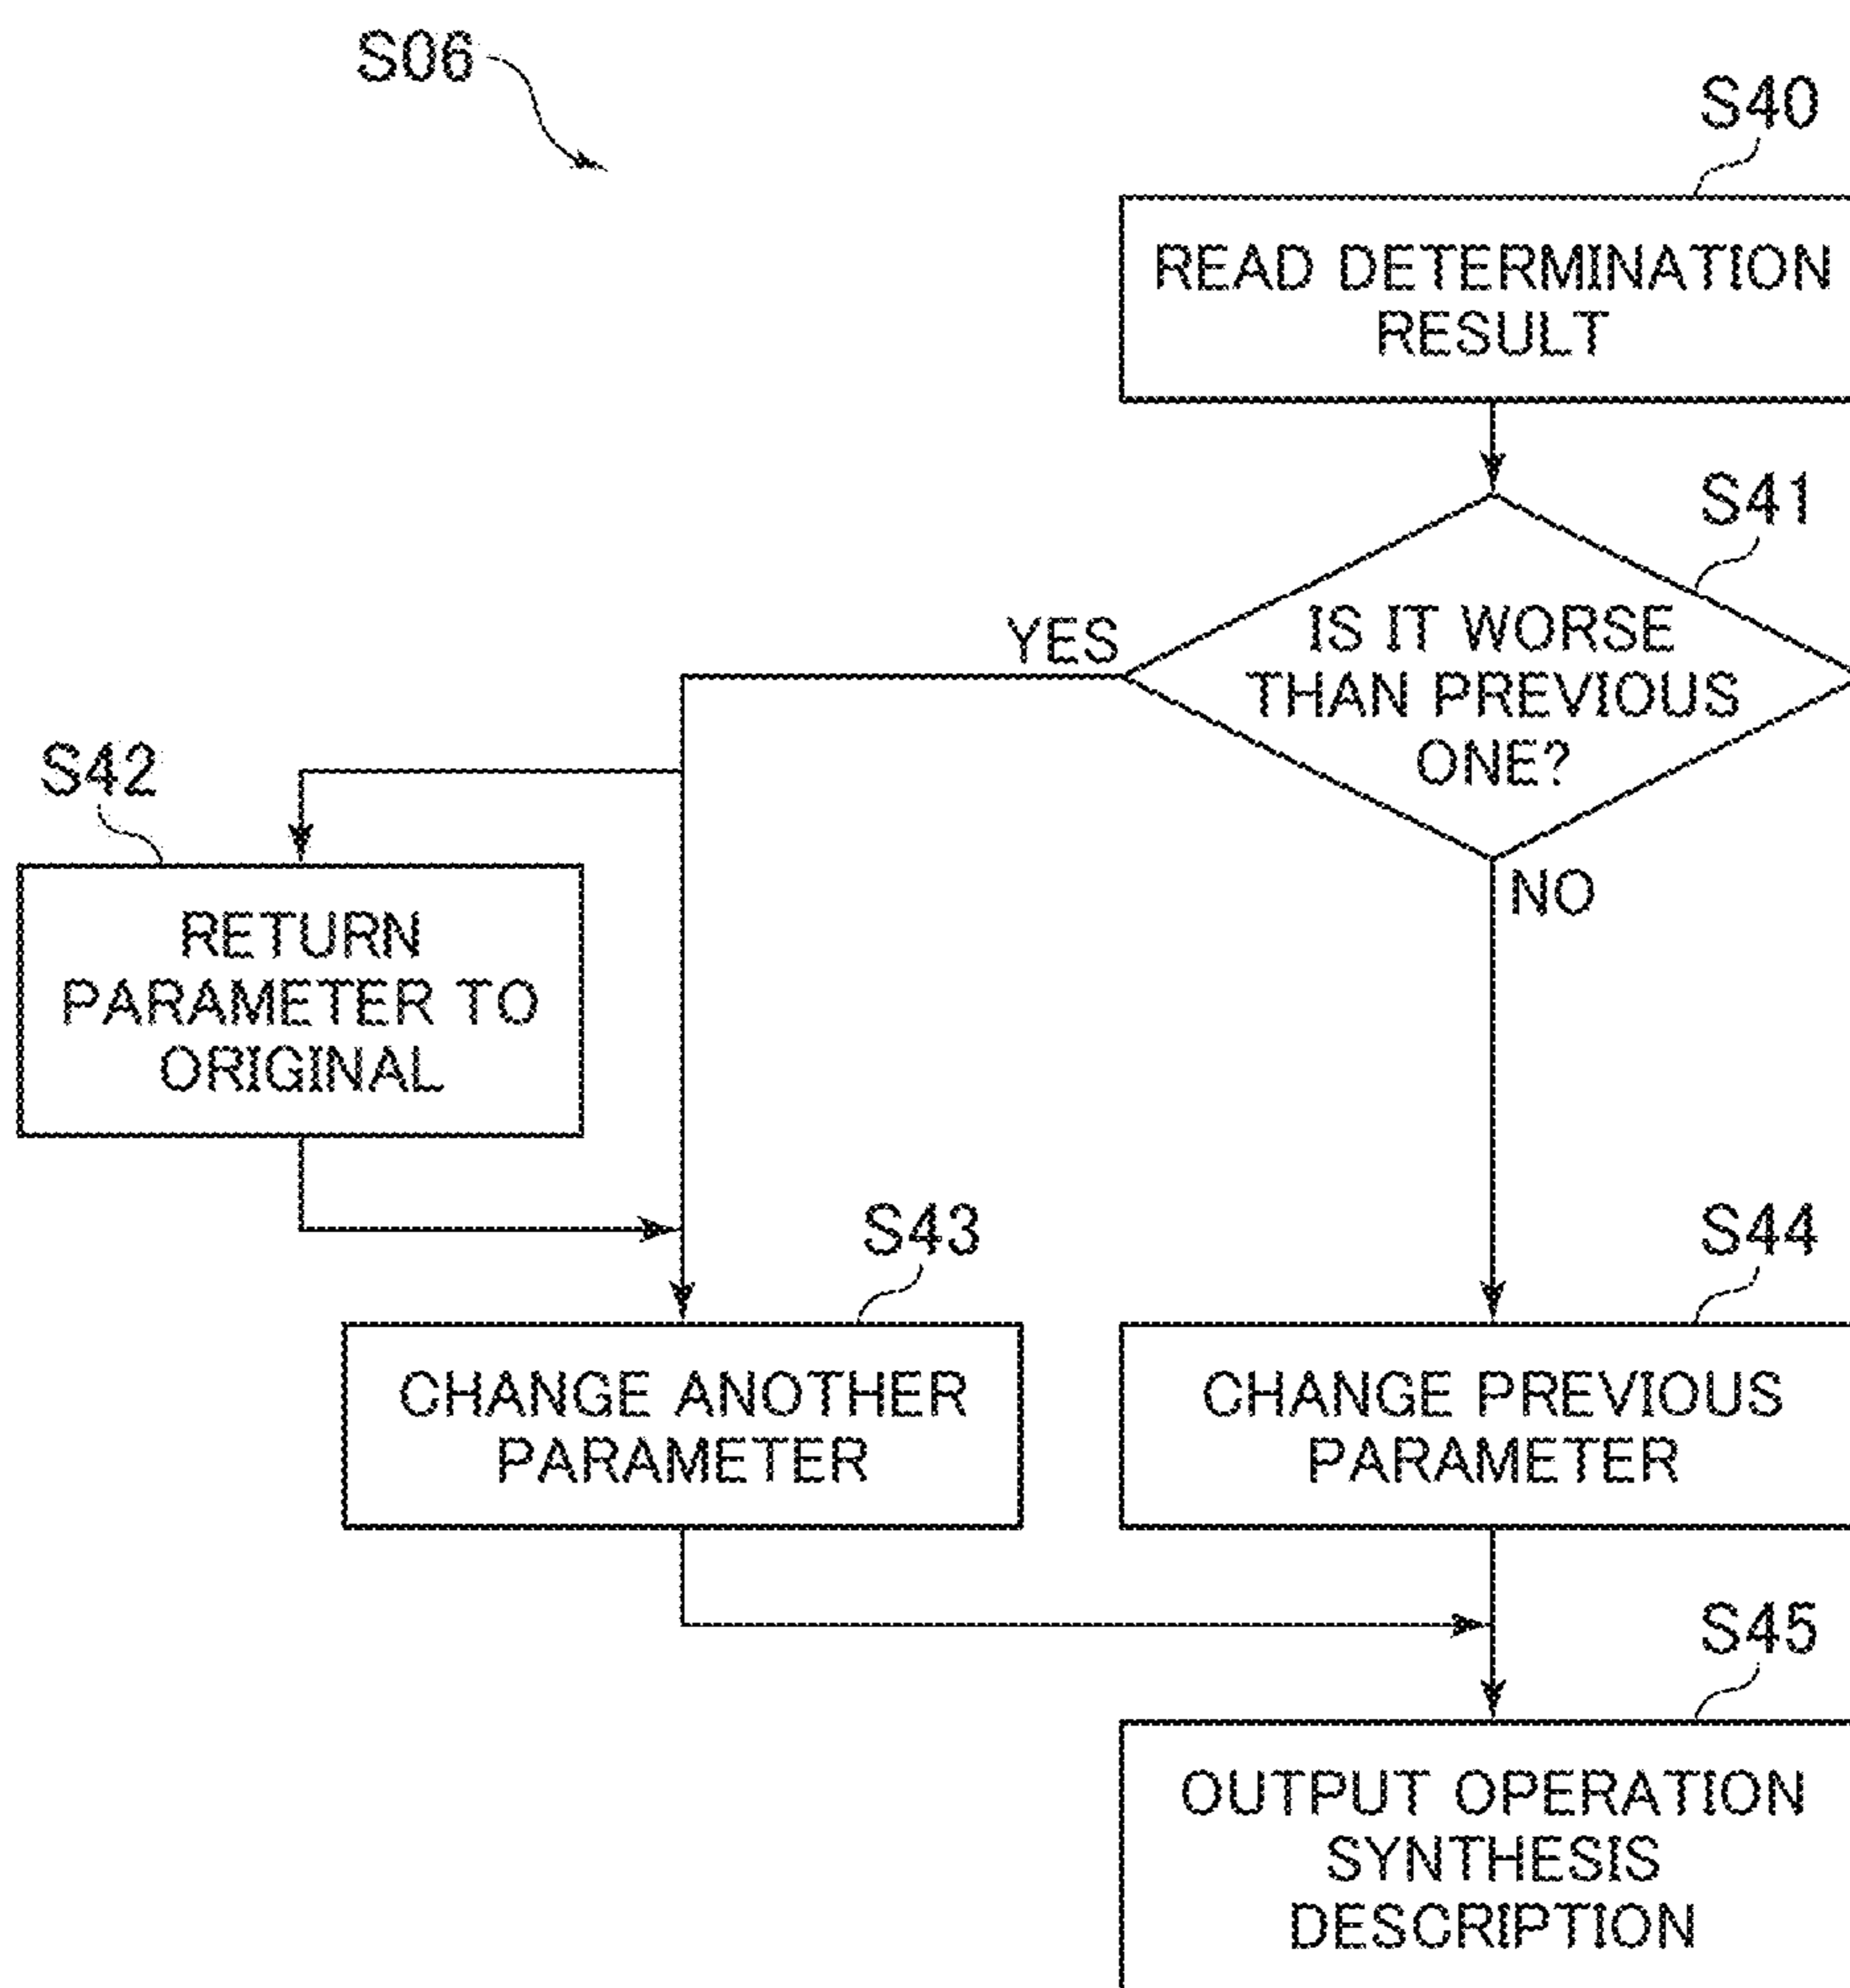 S06
S40
READ DETERMINATION
RESULT
S41
IS IT WORSE
THAN PREVIOUS
ONE?
YES
NO
S42
RETURN
PARAMETER TO
ORIGINAL
S43
CHANGE ANOTHER
PARAMETER
S44
CHANGE PREVIOUS
PARAMETER
S45
OUTPUT OPERATION
SYNTHESIS
DESCRIPTION